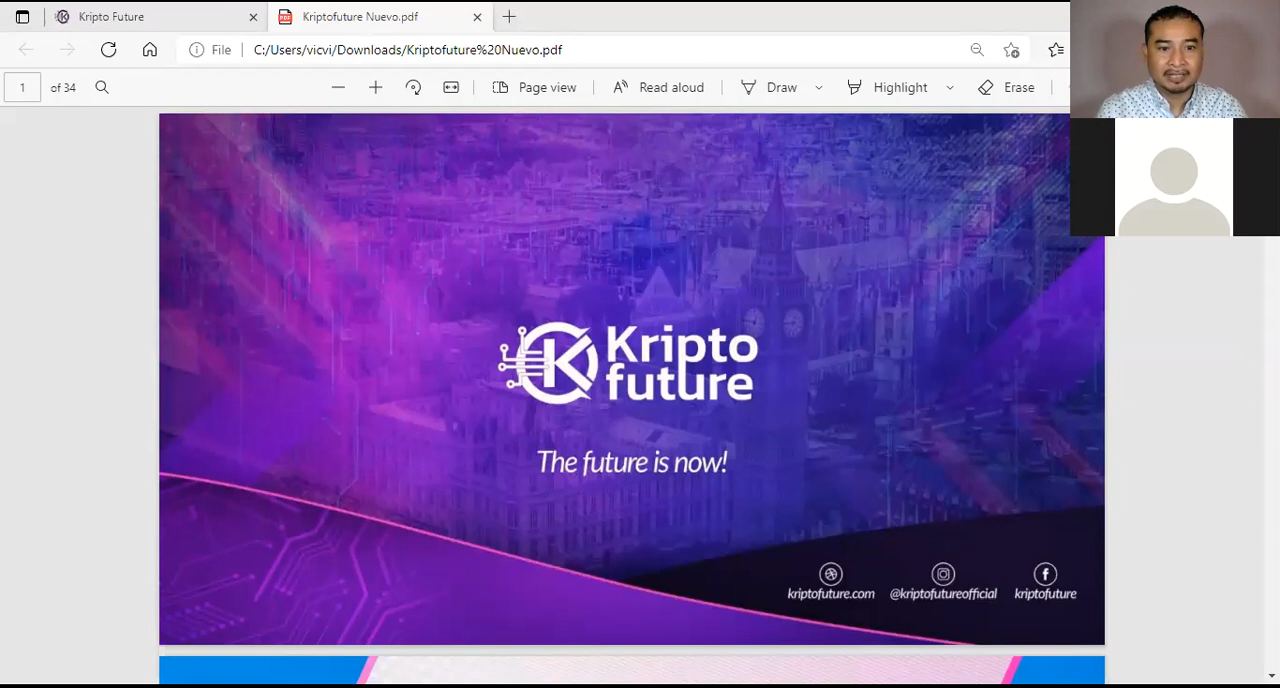 Kripto Future
Kriptofuture Nuevo.pdf
File
C:/Users/vicvi/Downloads/Kriptofuture%20Nuevo.pdf
1
of 34
Page view
A
Read aloud
Draw
Highlight
Erase
K
Kripto
future
The future is now!
kriptofuture.com
@kriptofutureofficial
kriptofuture